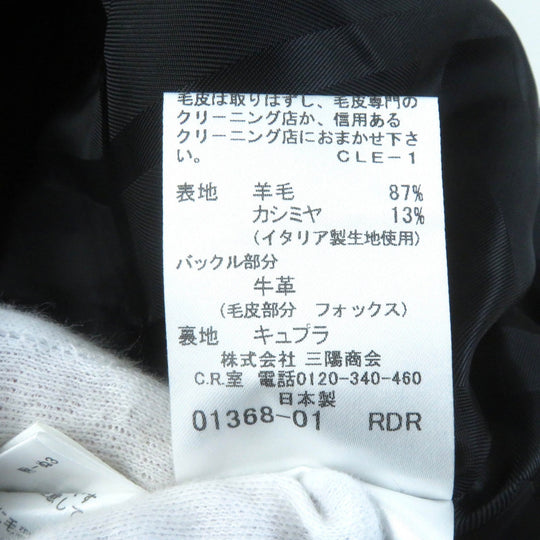 毛皮は取りはずし、毛皮専門の
クリーニング店か、信用ある
クリーニング店におまかせ下さ
い。 CLE-1
表地 羊毛 87%
カシミヤ 13%
(イタリア製生地使用)
バックル部分
牛革
(毛皮部分 フォックス)
裏地 キュプラ
株式会社 三陽商会
C.R.室 電話0120-340-460
日本製
01368-01 RDR